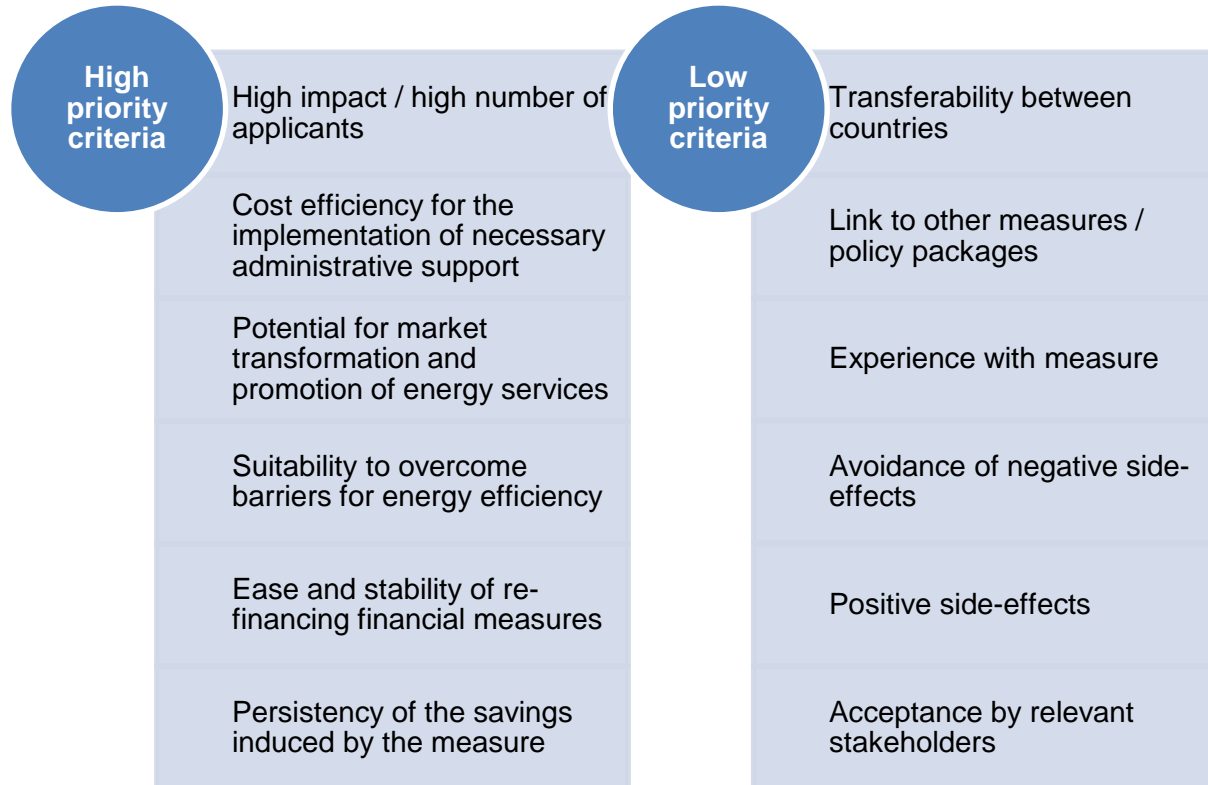 High
priority
criteria
High impact / high number of
applicants
Cost efficiency for the
implementation of necessary
administrative support
Potential for market
transformation and
promotion of energy services
Suitability to overcome
barriers for energy efficiency
Ease and stability of re-
financing financial measures
Persistency of the savings
induced by the measure
Low
priority
criteria
Transferability between
countries
Link to other measures /
policy packages
Experience with measure
Avoidance of negative side-
effects
Positive side-effects
Acceptance by relevant
stakeholders